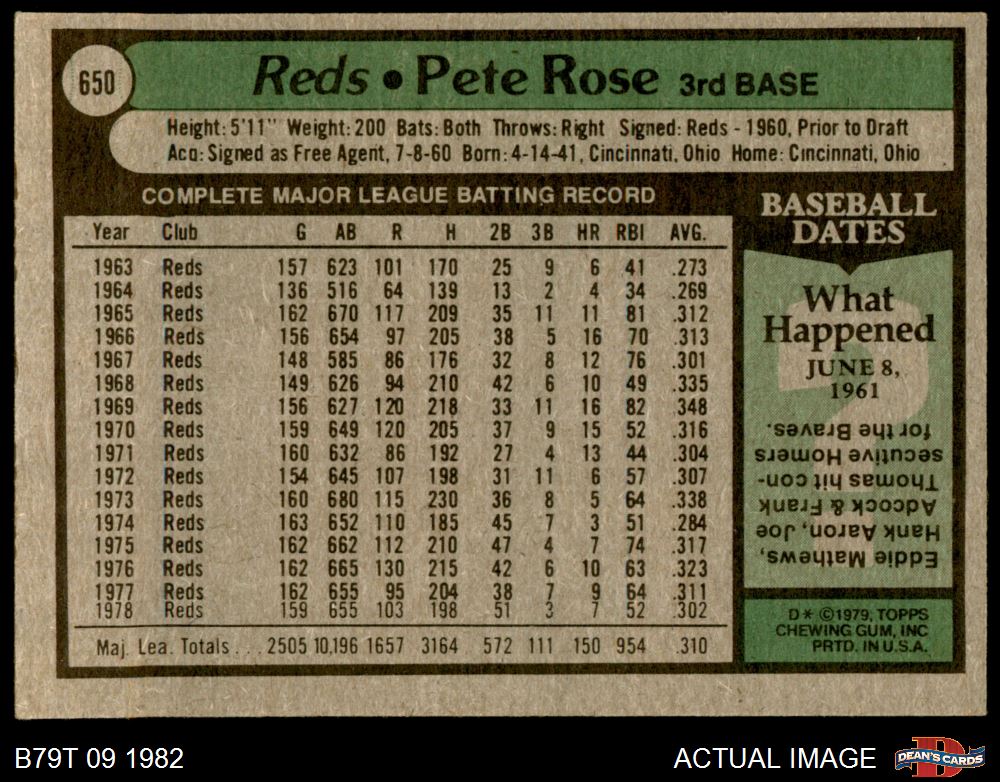 650
Reds • Pete Rose 3rd BASE
Height: 5'11" Weight: 200 Bats: Both Throws: Right Signed: Reds - 1960, Prior to Draft
Acq: Signed as Free Agent, 7-8-60 Born: 4-14-41, Cincinnati, Ohio Home: Cincinnati, Ohio
COMPLETE MAJOR LEAGUE BATTING RECORD
Year Club G AB R H 2B 3B HR RBI AVG.
1963 Reds 157 623 101 170 25 9 6 41 .273
1964 Reds 136 516 64 139 13 2 4 34 .269
1965 Reds 162 670 117 209 35 11 11 81 .312
1966 Reds 156 654 97 205 38 5 16 70 .313
1967 Reds 148 585 86 176 32 8 12 76 .301
1968 Reds 149 626 94 210 42 6 10 49 .335
1969 Reds 156 627 120 218 33 11 16 82 .348
1970 Reds 159 649 120 205 37 9 15 52 .316
1971 Reds 160 632 86 192 27 4 13 44 .304
1972 Reds 154 645 107 198 31 11 6 57 .307
1973 Reds 160 680 115 230 36 8 5 64 .338
1974 Reds 163 652 110 185 45 7 3 51 .284
1975 Reds 162 662 112 210 47 4 7 74 .317
1976 Reds 162 665 130 215 42 6 10 63 .323
1977 Reds 162 655 95 204 38 7 9 64 .311
1978 Reds 159 655 103 198 51 3 7 52 .302
Maj. Lea. Totals . . . 2505 10,196 1657 3164 572 111 150 954 .310
BASEBALL
DATES
What
Happened
JUNE 8,
1961
Eddie Mathews,
Hank Aaron, Joe
Adcock & Frank
Thomas hit con-
secutive Homers
for the Braves.
D* ©1979, TOPPS
CHEWING GUM, INC
PRTD. IN U.S.A.
B79T 09 1982
ACTUAL IMAGE
D
DEAN'S CARDS